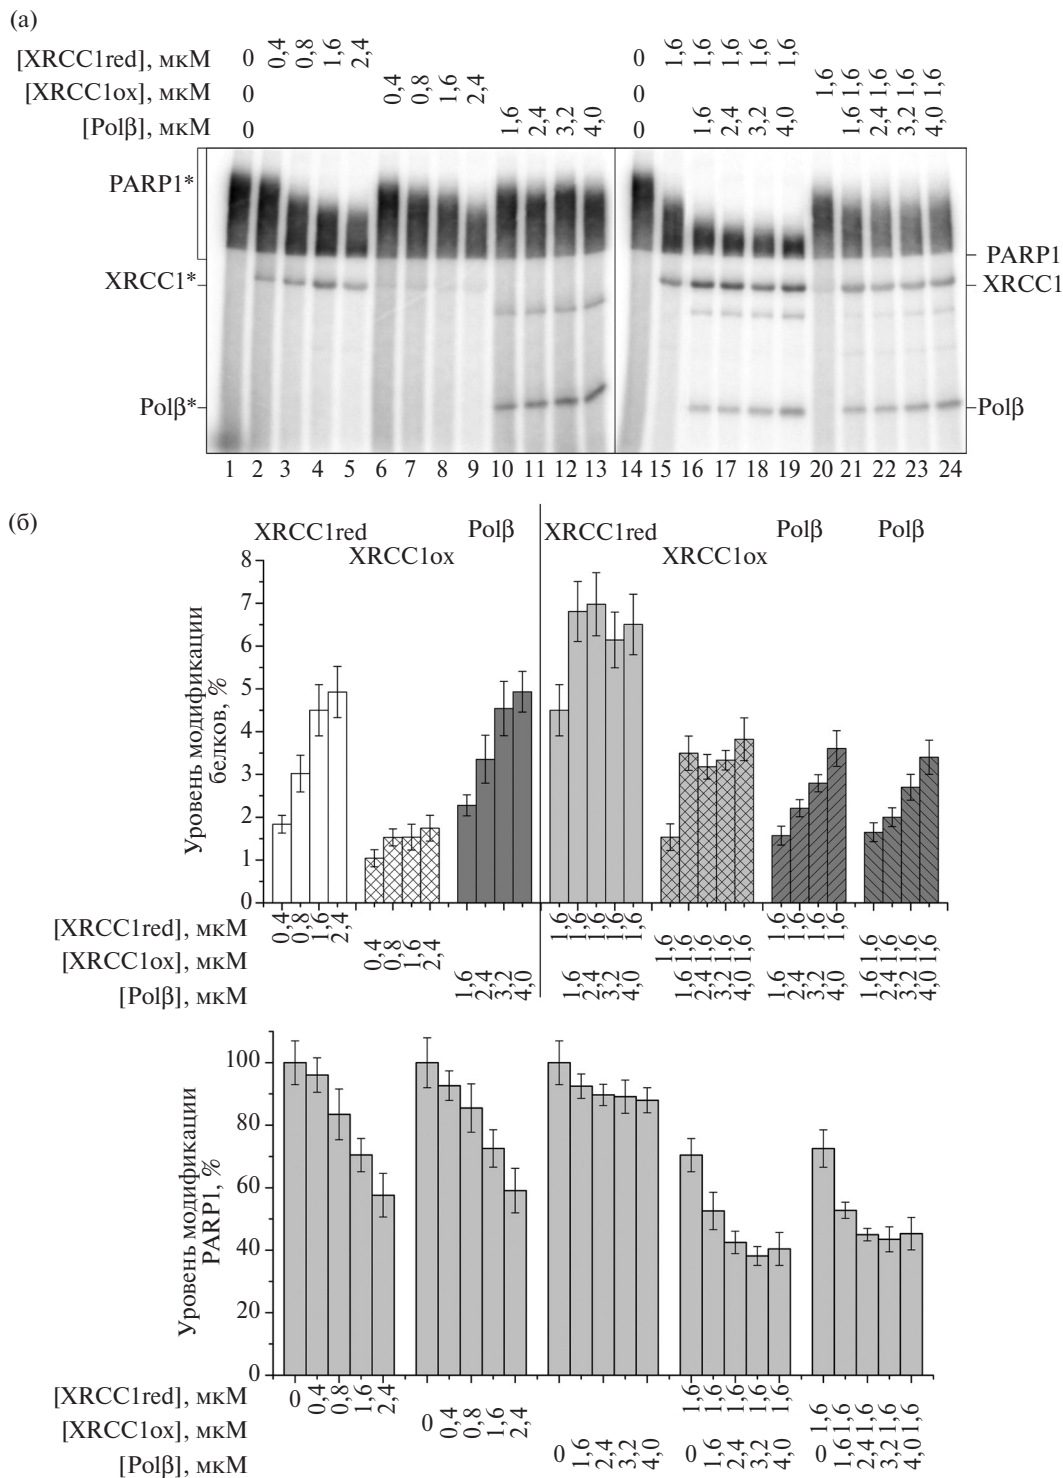 (а)
[XRCC1red], мкМ 0 0,4 0,8 1,6 2,4 0 1,6 1,6 1,6 1,6 1,6
[XRCC1ox], мкМ 0 0,4 0,8 1,6 2,4 0 1,6 1,6 1,6 1,6 1,6
[Polβ], мкМ 0 1,6 2,4 3,2 4,0 0 1,6 2,4 3,2 4,0 1,6 2,4 3,2 4,0
PARP1*
PARP1
XRCC1* XRCC1
Polβ* Polβ
1 2 3 4 5 6 7 8 9 10 11 12 13 14 15 16 17 18 19 20 21 22 23 24
(б)
XRCC1red Polβ XRCC1red Polβ Polβ
XRCC1ox XRCC1ox
Уровень модификации
белков, %
8
7
6
5
4
3
2
1
0
[XRCC1red], мкМ 0,4 0,8 1,6 2,4 1,6 1,6 1,6 1,6 1,6 1,6 1,6 1,6 1,6
[XRCC1ox], мкМ 0,4 0,8 1,6 2,4 1,6 1,6 1,6 1,6 1,6 1,6 1,6 1,6 1,6
[Polβ], мкМ 1,6 2,4 3,2 4,0 1,6 2,4 3,2 4,0 1,6 2,4 3,2 4,0 1,6 2,4 3,2 4,0 1,6 2,4 3,2 4,0
Уровень модификации
PARP1, %
100
80
60
40
20
0
[XRCC1red], мкМ 0 0,4 0,8 1,6 2,4 1,6 1,6 1,6 1,6 1,6
[XRCC1ox], мкМ 0 0,4 0,8 1,6 2,4 1,6 1,6 1,6 1,6 1,6
[Polβ], мкМ 0 1,6 2,4 3,2 4,0 0 1,6 2,4 3,2 4,0 0 1,6 2,4 3,2 4,0